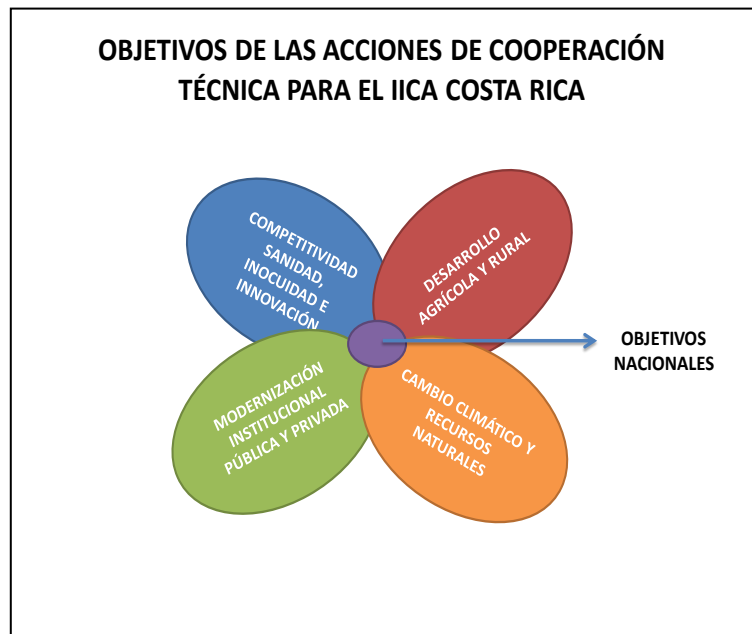 OBJETIVOS DE LAS ACCIONES DE COOPERACIÓN
TÉCNICA PARA EL IICA COSTA RICA
COMPETITIVIDAD
SANIDAD,
INOCUIDAD E
INNOVACIÓN
DESARROLLO
AGRÍCOLA Y RURAL
OBJETIVOS
NACIONALES
MODERNIZACIÓN
INSTITUCIONAL
PÚBLICA Y PRIVADA
CAMBIO CLIMÁTICO Y
RECURSOS
NATURALES